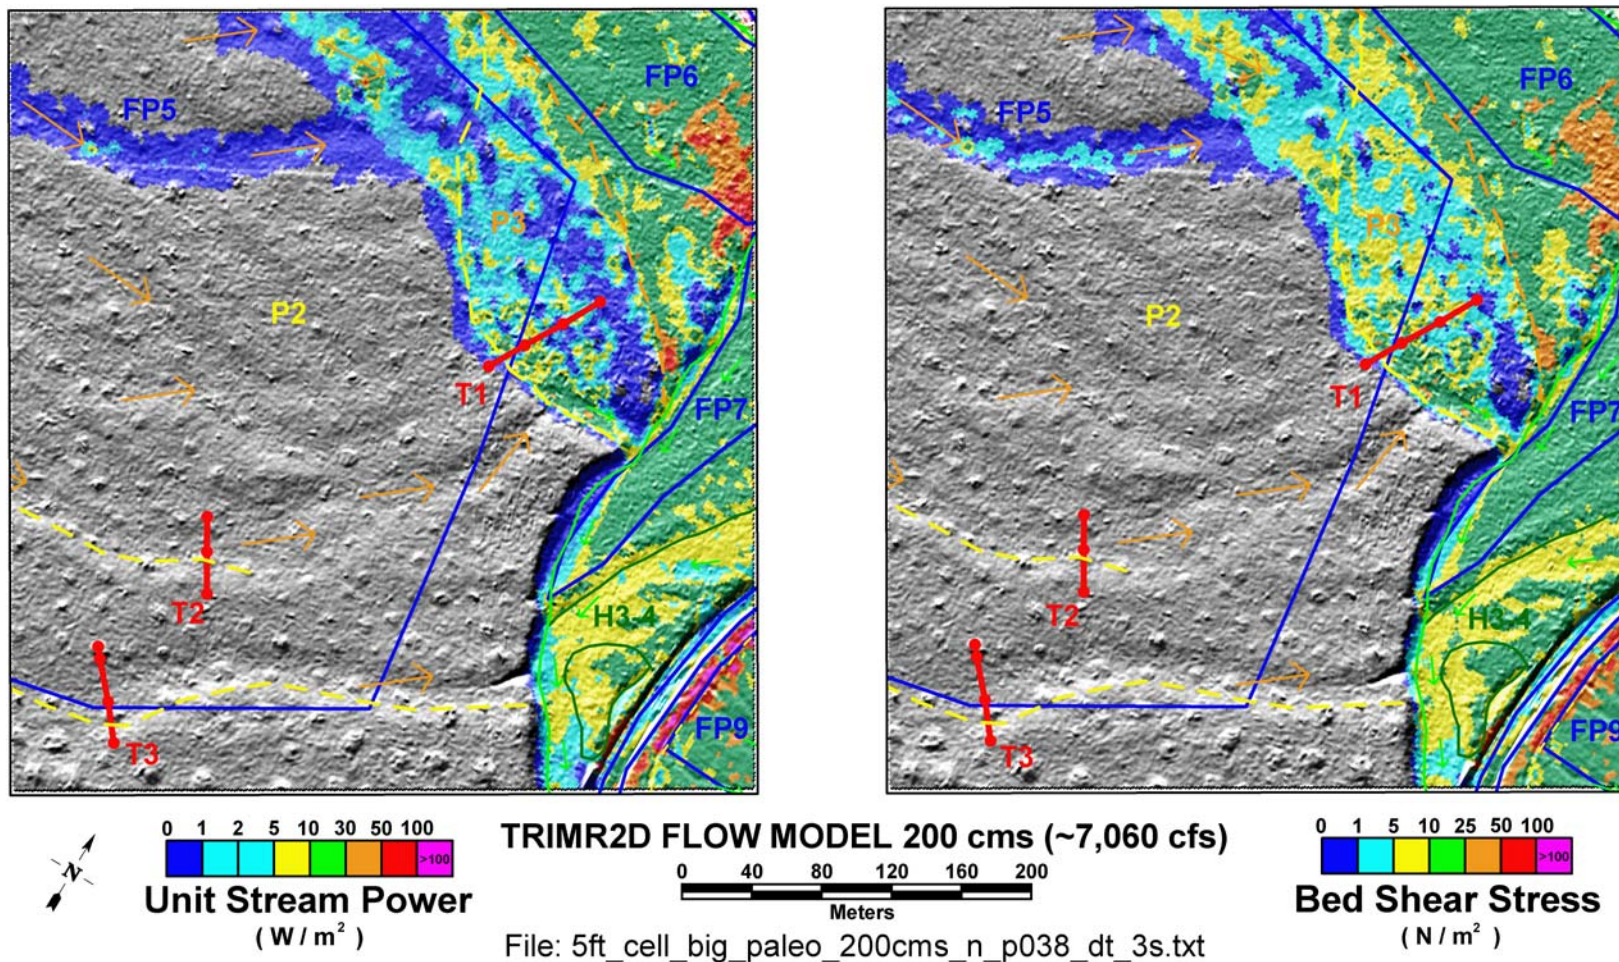 FP5
FP6
P3
P2
T1
FP7
T2
H3-4
T3
FP9
FP5
FP6
P3
P2
T1
FP7
T2
H3-4
T3
FP9
0 1 2 5 10 30 50 100
>100
Unit Stream Power
( W / m² )
N
TRIMR2D FLOW MODEL 200 cms (~7,060 cfs)
0 40 80 120 160 200
Meters
File: 5ft_cell_big_paleo_200cms_n_p038_dt_3s.txt
0 1 5 10 25 50 100
>100
Bed Shear Stress
( N / m² )